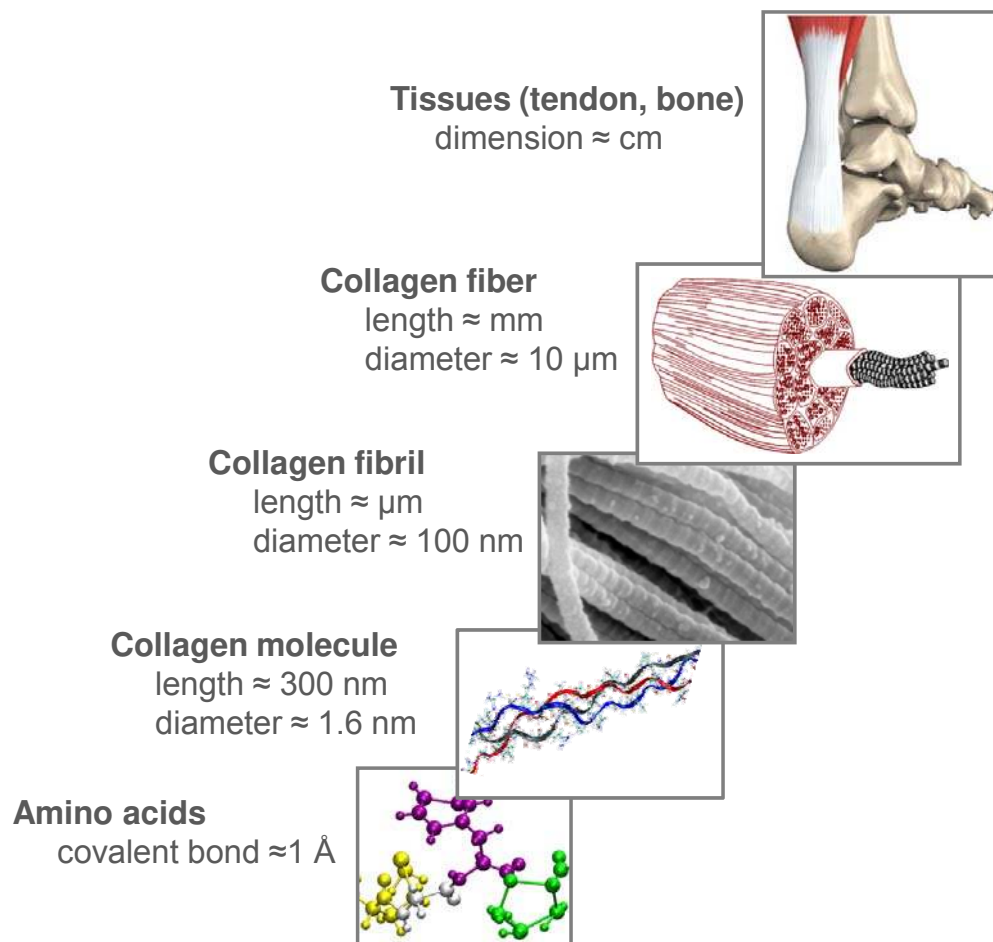 Tissues (tendon, bone)
dimension ≈ cm
Collagen fiber
length ≈ mm
diameter ≈ 10 µm
Collagen fibril
length ≈ µm
diameter ≈ 100 nm
Collagen molecule
length ≈ 300 nm
diameter ≈ 1.6 nm
Amino acids
covalent bond ≈1 Å